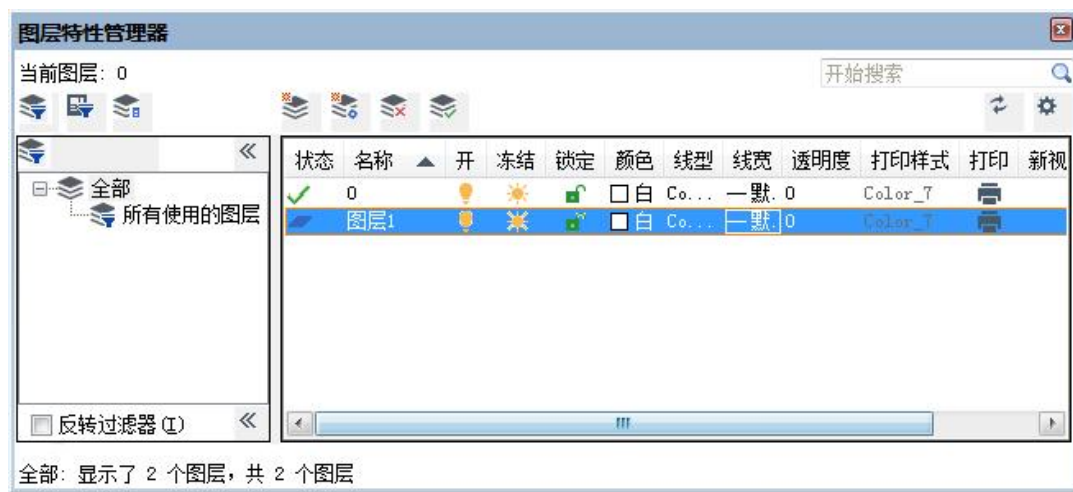 图层特性管理器
当前图层: 0
开始搜索
状态 名称 开 冻结 锁定 颜色 线型 线宽 透明度 打印样式 打印 新视
全部
0 白 Co... 默. 0 Color_7
所有使用的图层
图层1 白 Co... 默. 0 Color_7
反转过滤器(I)
全部: 显示了 2 个图层，共 2 个图层